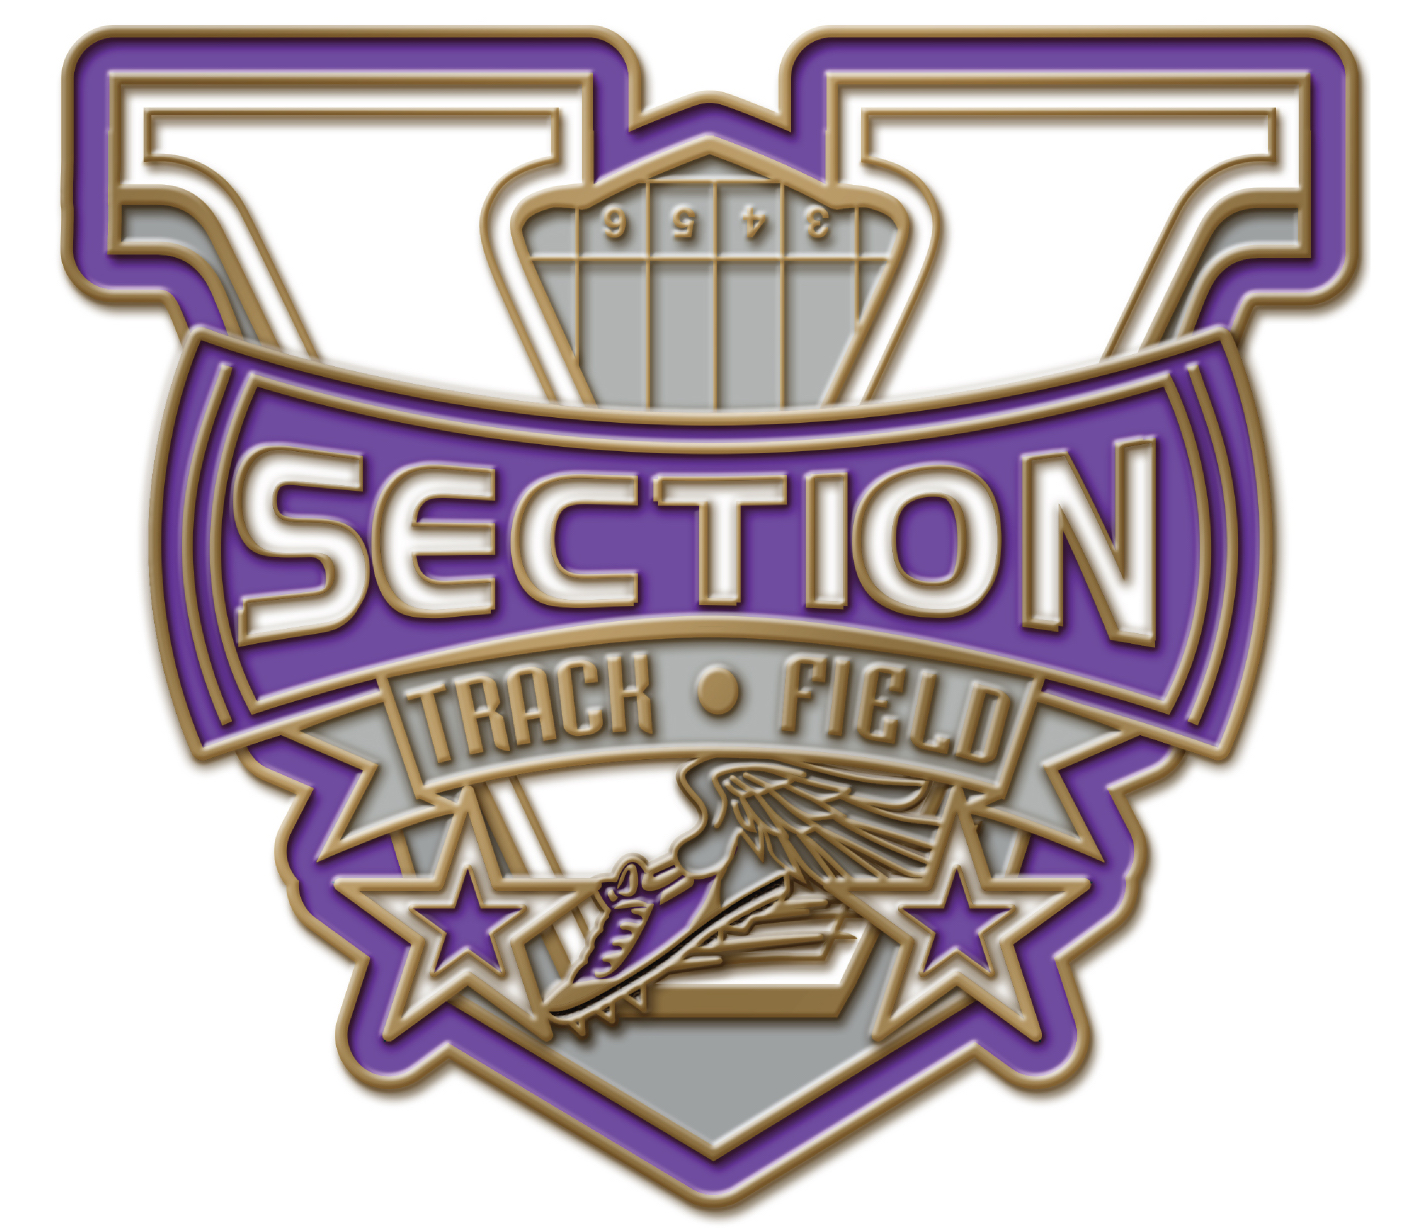 V
6 5 4 3
SECTION
TRACK • FIELD